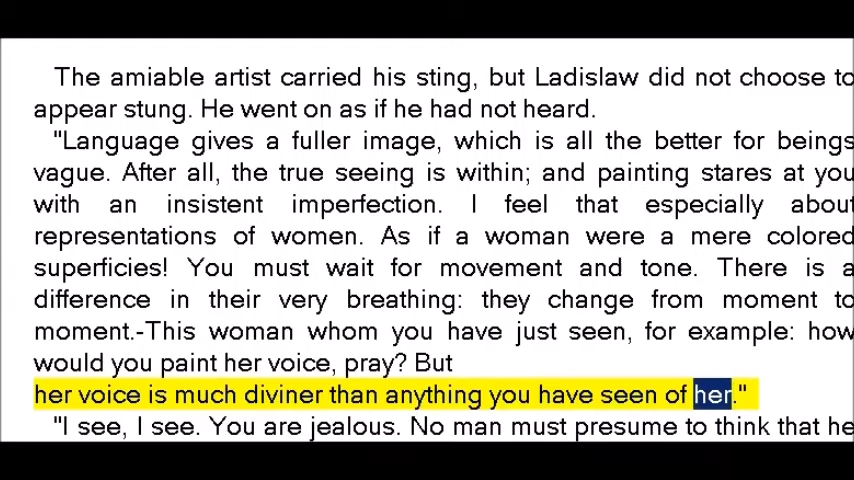 The amiable artist carried his sting, but Ladislaw did not choose to
appear stung. He went on as if he had not heard.
"Language gives a fuller image, which is all the better for beings
vague. After all, the true seeing is within; and painting stares at you
with an insistent imperfection. I feel that especially about
representations of women. As if a woman were a mere colored
superficies! You must wait for movement and tone. There is a
difference in their very breathing: they change from moment to
moment.-This woman whom you have just seen, for example: how
would you paint her voice, pray? But
her voice is much diviner than anything you have seen of her."
"I see, I see. You are jealous. No man must presume to think that he